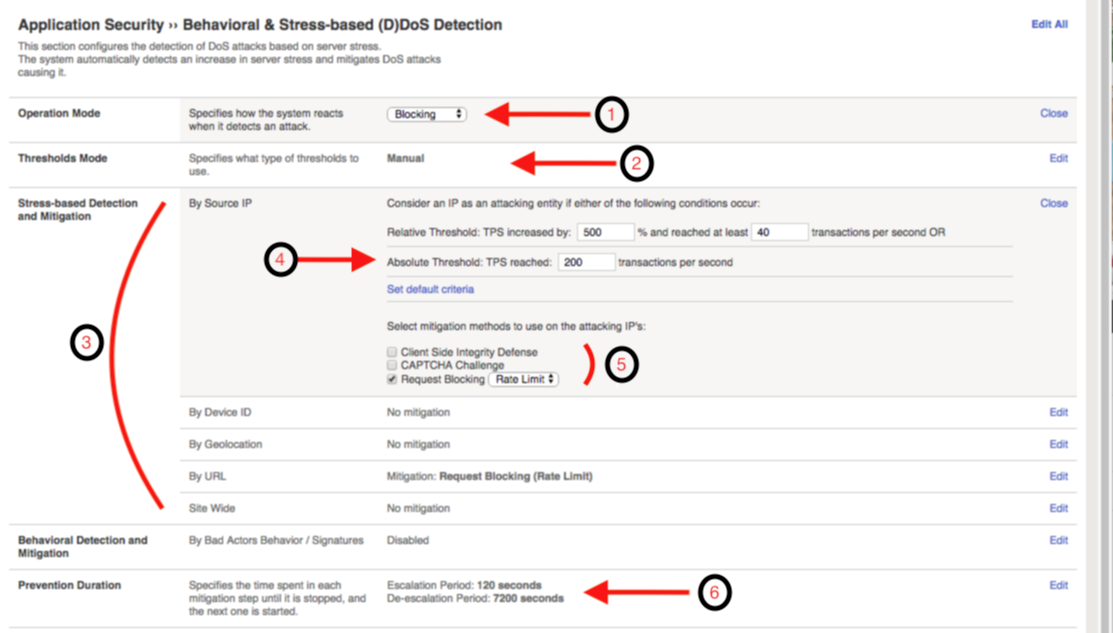 Application Security ›› Behavioral & Stress-based (D)DoS Detection
Edit All
This section configures the detection of DoS attacks based on server stress.
The system automatically detects an increase in server stress and mitigates DoS attacks
causing it.
Operation Mode
Specifies how the system reacts
when it detects an attack.
Blocking
1
Close
Thresholds Mode
Specifies what type of thresholds to
use.
Manual
2
Edit
Stress-based Detection
and Mitigation
3
By Source IP
Consider an IP as an attacking entity if either of the following conditions occur:
Close
Relative Threshold: TPS increased by: 500 % and reached at least 40 transactions per second OR
4
Absolute Threshold: TPS reached: 200 transactions per second
Set default criteria
Select mitigation methods to use on the attacking IP's:
Client Side Integrity Defense
CAPTCHA Challenge
Request Blocking Rate Limit
5
By Device ID
No mitigation
Edit
By Geolocation
No mitigation
Edit
By URL
Mitigation: Request Blocking (Rate Limit)
Edit
Site Wide
No mitigation
Edit
Behavioral Detection and
Mitigation
By Bad Actors Behavior / Signatures
Disabled
Edit
Prevention Duration
Specifies the time spent in each
mitigation step until it is stopped, and
the next one is started.
Escalation Period: 120 seconds
De-escalation Period: 7200 seconds
6
Edit